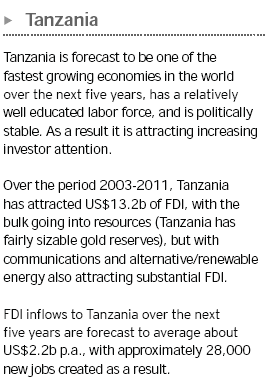 Tanzania
Tanzania is forecast to be one of the
fastest growing economies in the world
over the next five years, has a relatively
well educated labor force, and is politically
stable. As a result it is attracting increasing
investor attention.
Over the period 2003-2011, Tanzania
has attracted US$13.2b of FDI, with the
bulk going into resources (Tanzania has
fairly sizable gold reserves), but with
communications and alternative/renewable
energy also attracting substantial FDI.
FDI inflows to Tanzania over the next
five years are forecast to average about
US$2.2b p.a., with approximately 28,000
new jobs created as a result.